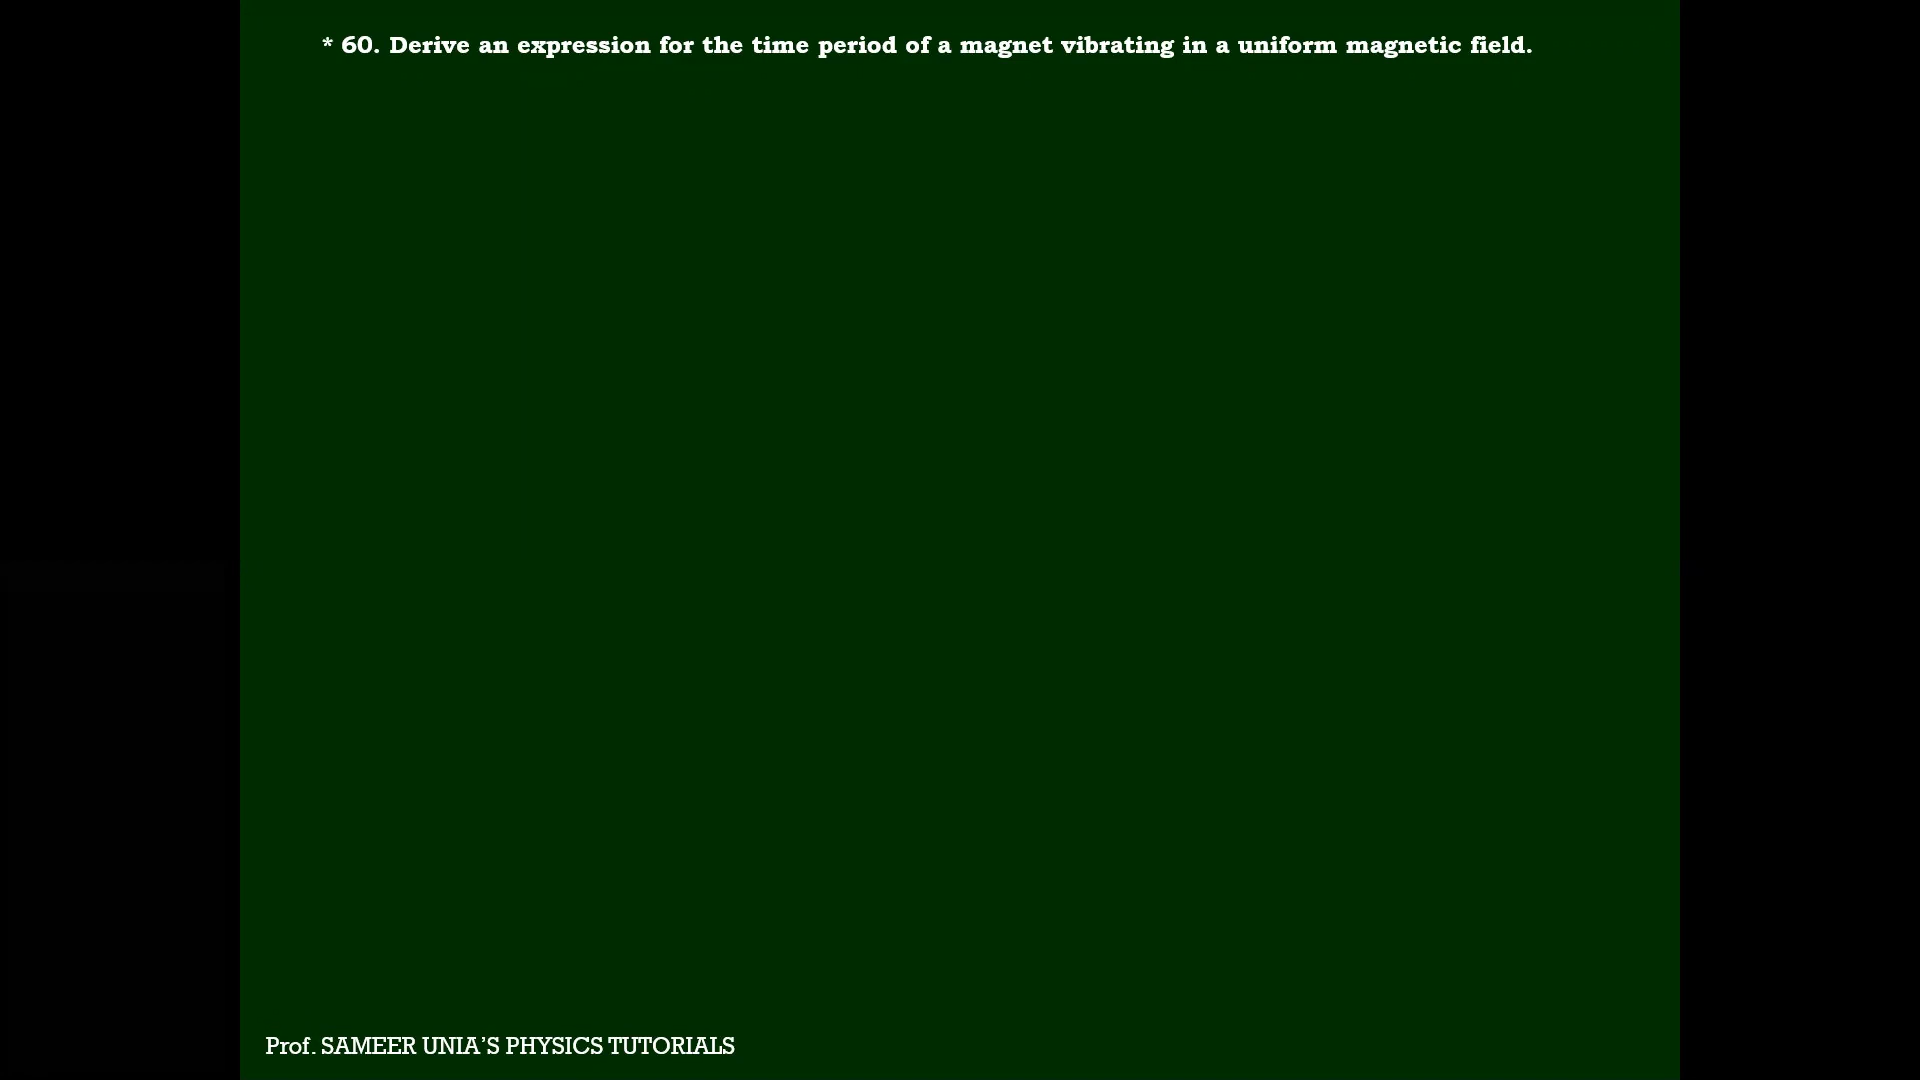 * 60. Derive an expression for the time period of a magnet vibrating in a uniform magnetic field.
Prof. SAMEER UNIA’S PHYSICS TUTORIALS